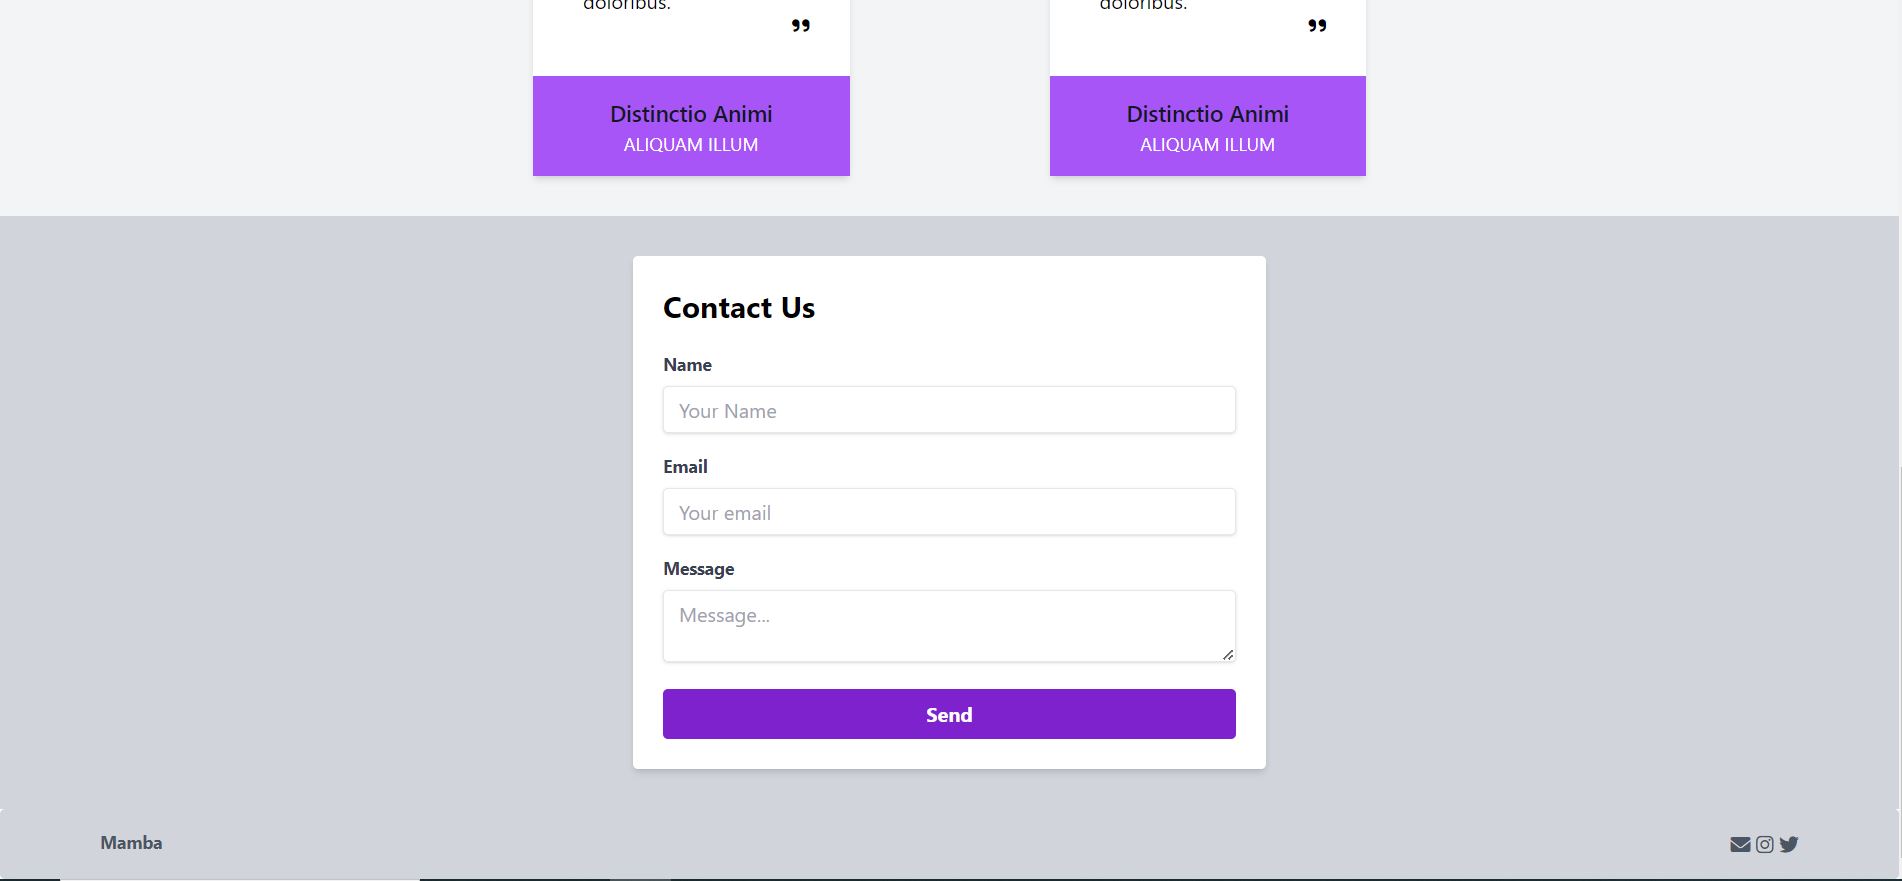 doloribus.
”
doloribus.
”
Distinctio Animi
ALIQUAM ILLUM
Distinctio Animi
ALIQUAM ILLUM
Contact Us
Name
Your Name
Email
Your email
Message
Message...
Send
Mamba